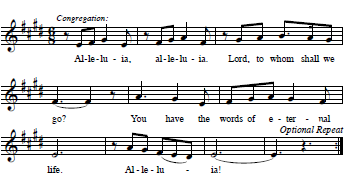 Congregation:
Al-le-lu-ia, al-le-lu-ia. Lord, to whom shall we
go? You have the words of e-ter-nal
Optional Repeat
life. Al-le-lu-ia!